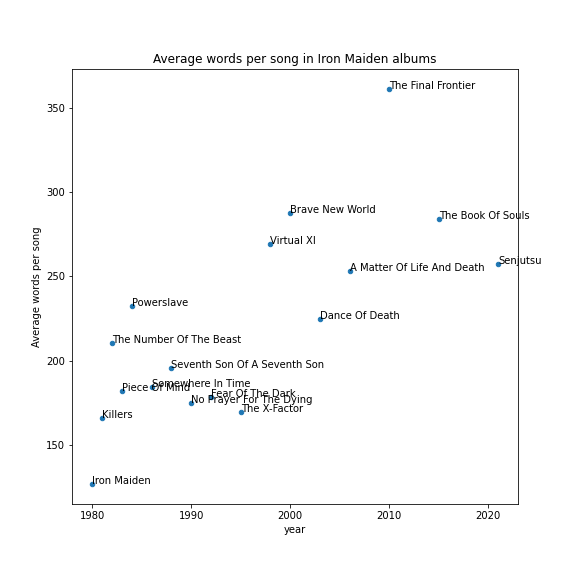 Average words per song in Iron Maiden albums
The Final Frontier
350
300
Brave New World
The Book Of Souls
Virtual XI
Senjutsu
A Matter Of Life And Death
250
Average words per song
Powerslave
Dance Of Death
The Number Of The Beast
200
Seventh Son Of A Seventh Son
Somewhere In Time
Piece Of Mind
Fear Of The Dark
No Prayer For The Dying
The X-Factor
Killers
150
Iron Maiden
1980 1990 2000 2010 2020
year